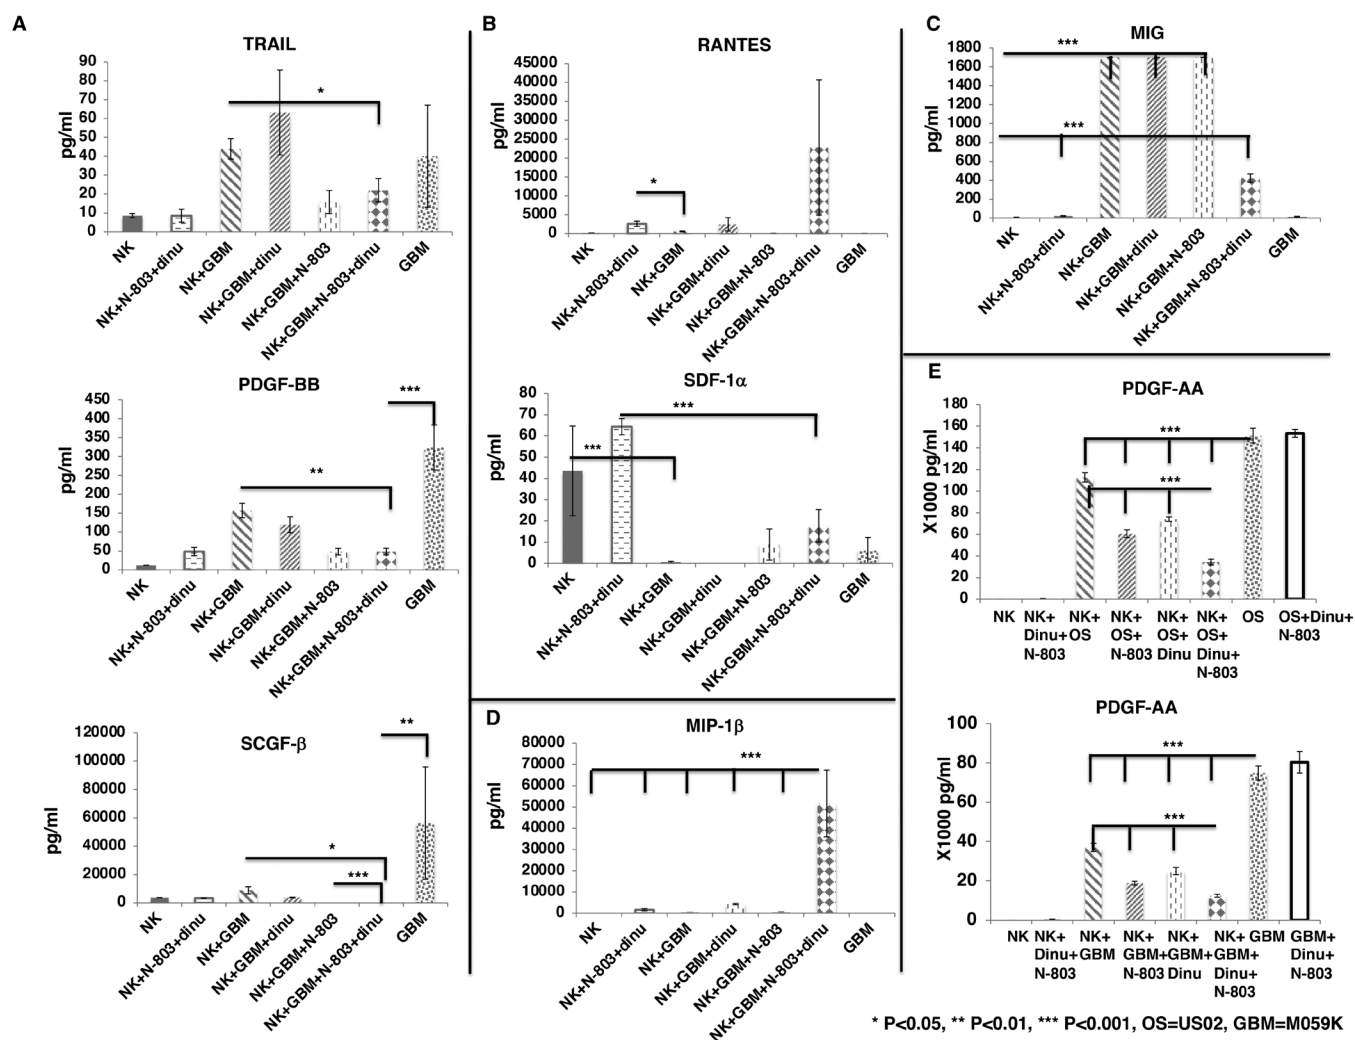 A
TRAIL
pg/ml
90
80
70
60
50
40
30
20
10
0
*
NK
NK+N-803+dinu
NK+GBM
NK+GBM+dinu
NK+GBM+N-803
NK+GBM+N-803+dinu
GBM
PDGF-BB
pg/ml
450
400
350
300
250
200
150
100
50
0
***
**
NK
NK+N-803+dinu
NK+GBM
NK+GBM+dinu
NK+GBM+N-803
NK+GBM+N-803+dinu
GBM
SCGF-β
pg/ml
120000
100000
80000
60000
40000
20000
0
**
*
***
NK
NK+N-803+dinu
NK+GBM
NK+GBM+dinu
NK+GBM+N-803
NK+GBM+N-803+dinu
GBM
B
RANTES
pg/ml
45000
40000
35000
30000
25000
20000
15000
10000
5000
0
*
NK
NK+N-803+dinu
NK+GBM
NK+GBM+dinu
NK+GBM+N-803
NK+GBM+N-803+dinu
GBM
SDF-1α
pg/ml
80
70
60
50
40
30
20
10
0
***
***
NK
NK+N-803+dinu
NK+GBM
NK+GBM+dinu
NK+GBM+N-803
NK+GBM+N-803+dinu
GBM
D
MIP-1β
pg/ml
80000
70000
60000
50000
40000
30000
20000
10000
0
***
NK
NK+N-803+dinu
NK+GBM
NK+GBM+dinu
NK+GBM+N-803
NK+GBM+N-803+dinu
GBM
C
MIG
pg/ml
1800
1600
1400
1200
1000
800
600
400
200
0
***
***
NK
NK+N-803+dinu
NK+GBM
NK+GBM+dinu
NK+GBM+N-803
NK+GBM+N-803+dinu
GBM
E
PDGF-AA
X1000 pg/ml
180
160
140
120
100
80
60
40
20
0
***
***
NK NK+ NK+ NK+ NK+ NK+ OS OS+Dinu+
Dinu+ OS OS+ OS+ OS+ N-803
N-803 N-803 Dinu Dinu+
N-803
PDGF-AA
X1000 pg/ml
100
80
60
40
20
0
***
***
NK NK+ NK+ NK+ NK+ NK+ GBM GBM+
Dinu+ GBM GBM+ GBM+ GBM+ Dinu+
N-803 N-803 Dinu Dinu+ N-803
N-803
* P<0.05, ** P<0.01, *** P<0.001, OS=US02, GBM=M059K